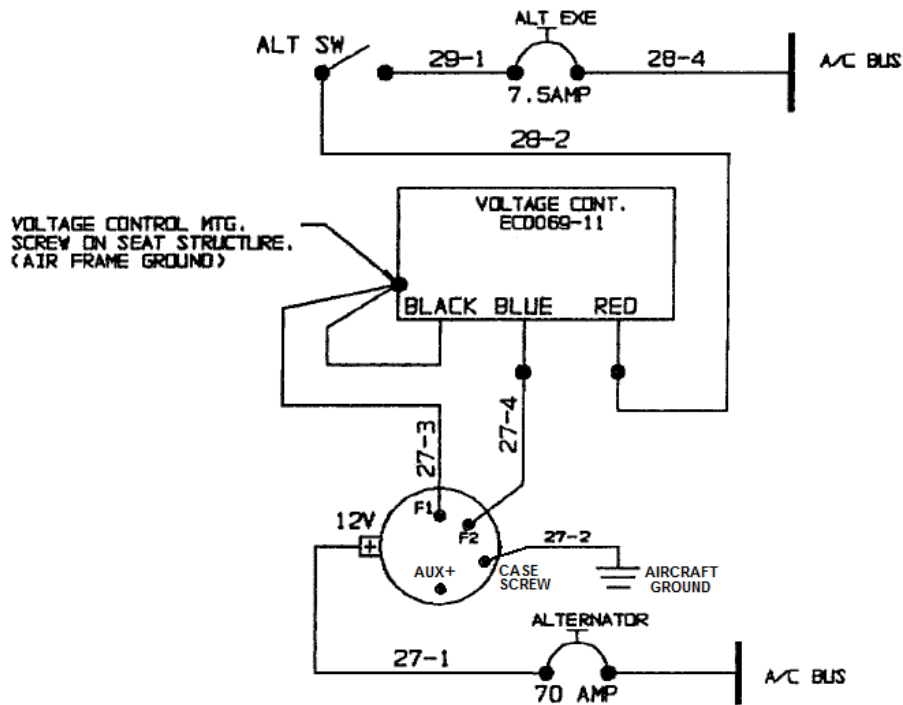 ALT EXE
ALT SW
29-1
28-4
A/C BUS
7.5AMP
28-2
VOLTAGE CONT.
ECD069-11
VOLTAGE CONTROL MTG.
SCREW ON SEAT STRUCTURE.
(AIR FRAME GROUND)
BLACK BLUE RED
27-3
27-4
F1
12V
F2
27-2
+
AUX+
CASE
SCREW
AIRCRAFT
GROUND
ALTERNATOR
27-1
70 AMP
A/C BUS